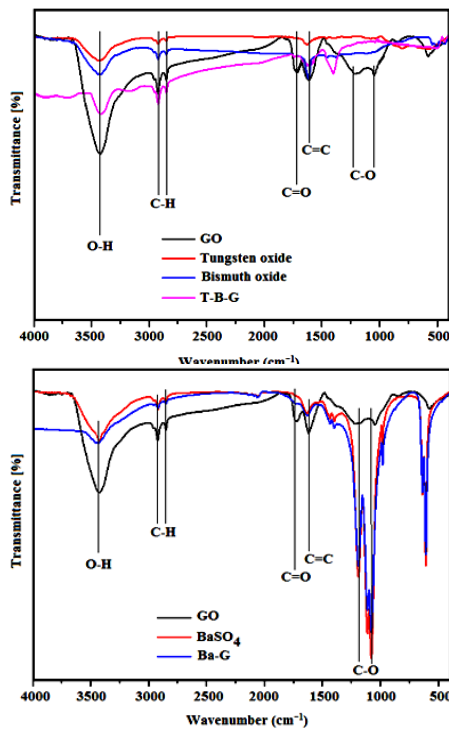 Transmittance [%]
C=C
C-O
C=O
C-H
O-H
GO
Tungsten oxide
Bismuth oxide
T-B-G
4000 3500 3000 2500 2000 1500 1000 500
Wavenumber (cm⁻¹)
Transmittance [%]
C-H
O-H
C=C
C=O
GO
BaSO₄
Ba-G
C-O
4000 3500 3000 2500 2000 1500 1000 500
Wavenumber (cm⁻¹)